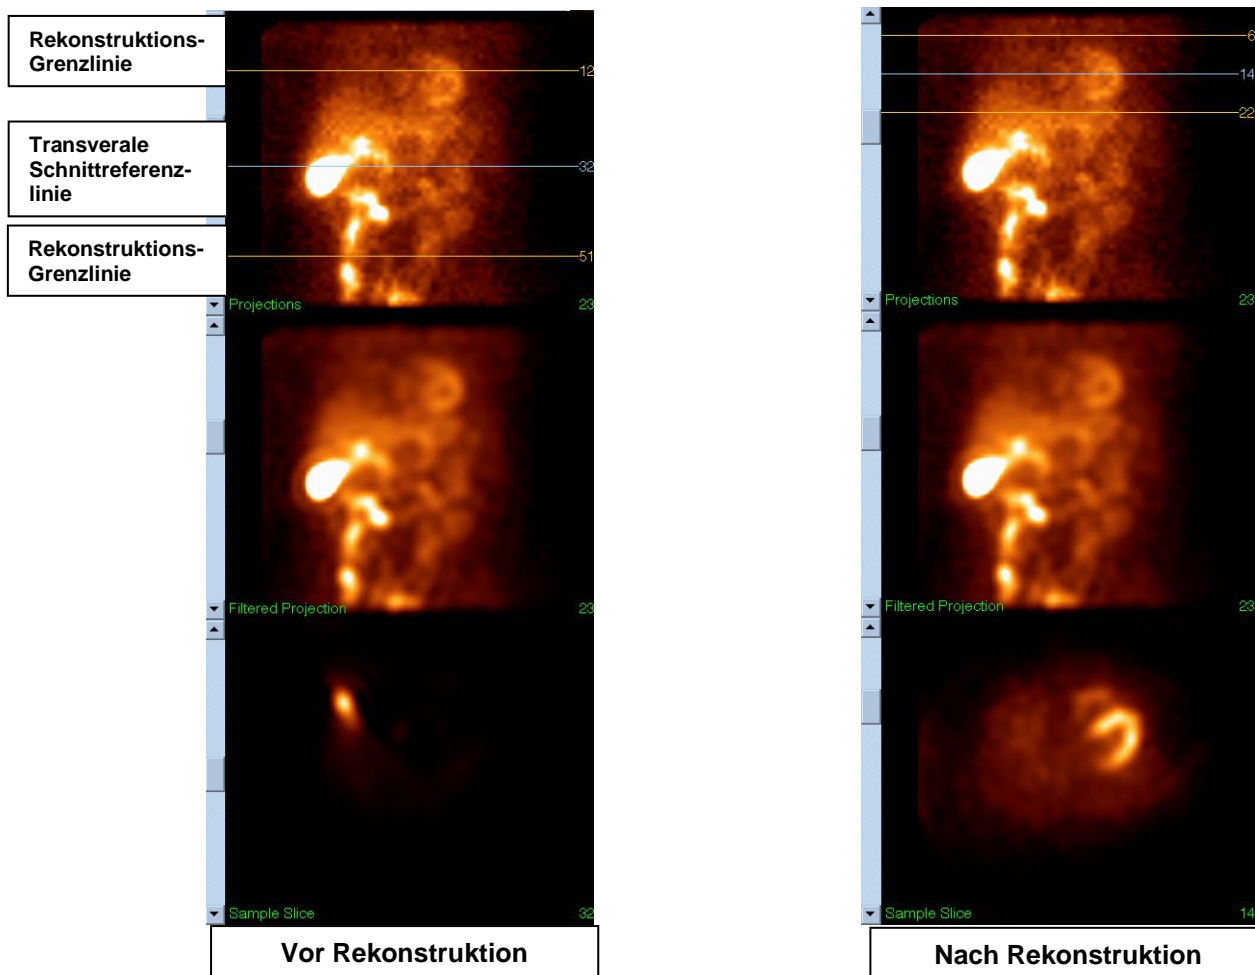 Rekonstruktions-
Grenzlinie
Transverale
Schnittreferenz-
linie
Rekonstruktions-
Grenzlinie
12
32
51
Projections 23
Filtered Projection 23
Sample Slice 32
Vor Rekonstruktion
6
14
22
Projections 23
Filtered Projection 23
Sample Slice 14
Nach Rekonstruktion